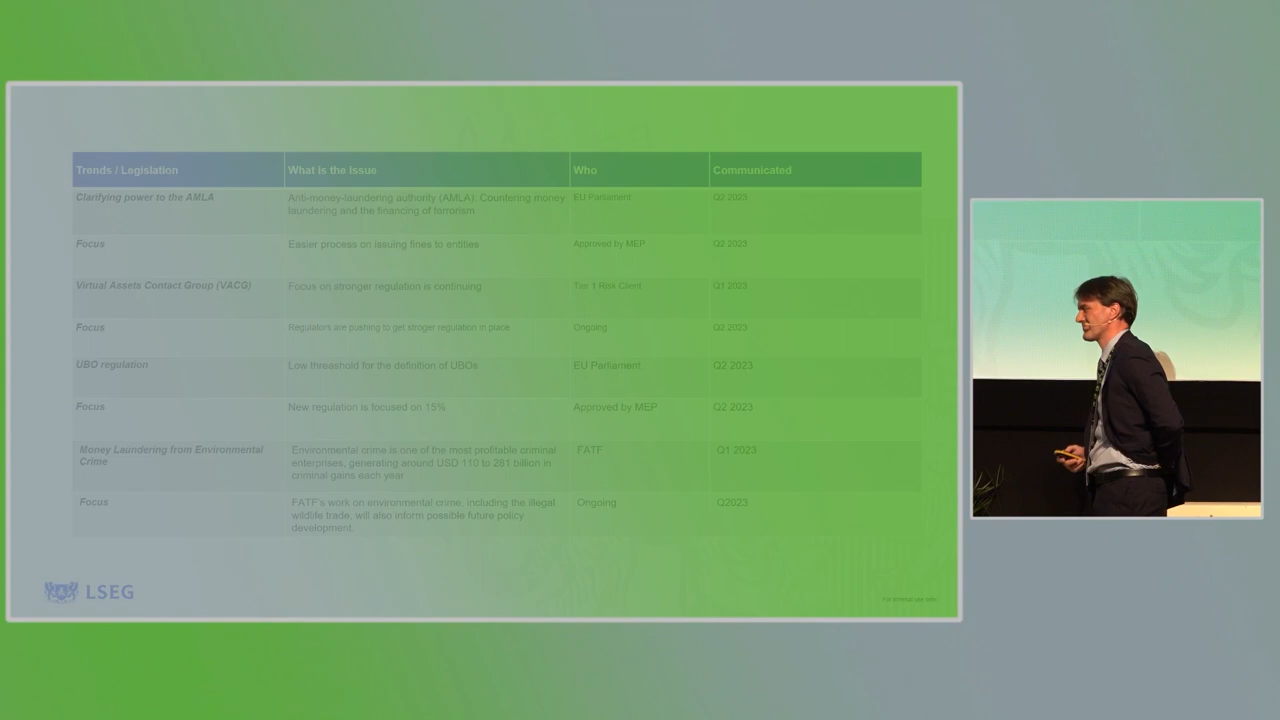 Trends / Legislation
What is the issue
Who
Communicated
Clarifying power to the AMLA
Anti-money-laundering authority (AMLA). Countering money
laundering and the financing of terrorism
EU Parliament
Q2 2023
Focus
Easier process on issuing fines to entities
Approved by MEP
Q2 2023
Virtual Assets Contact Group (VACG)
Focus on stronger regulation is continuing
Tier 1 Risk Client
Q1 2023
Focus
Regulators are pushing to get stroger regulation in place
Ongoing
Q2 2023
UBO regulation
Low threashold for the definition of UBOs
EU Parliament
Q2 2023
Focus
New regulation is focused on 15%
Approved by MEP
Q2 2023
Money Laundering from Environmental
Crime
Environmental crime is one of the most profitable criminal
enterprises, generating around USD 110 to 281 billion in
criminal gains each year
FATF
Q1 2023
Focus
FATF's work on environmental crime, including the illegal
wildlife trade, will also inform possible future policy
development.
Ongoing
Q2023
LSEG